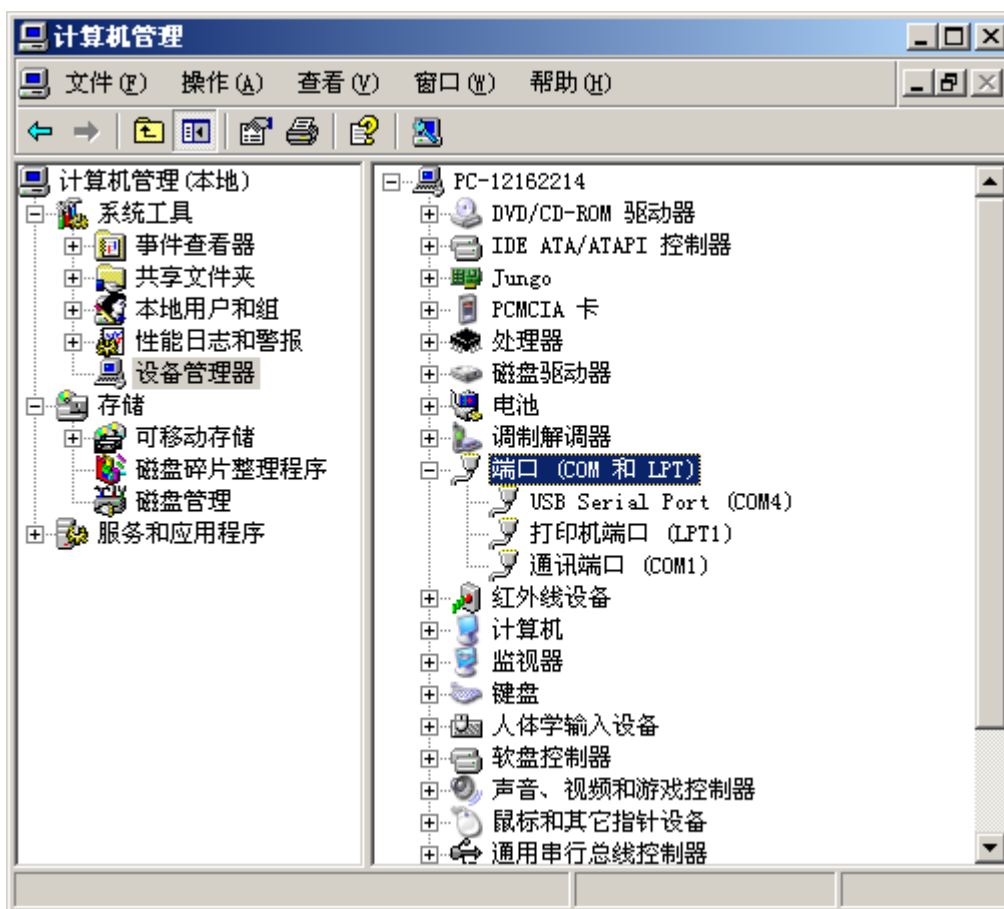 计算机管理
文件(F) 操作(A) 查看(V) 窗口(W) 帮助(H)
计算机管理(本地)
系统工具
事件查看器
共享文件夹
本地用户和组
性能日志和警报
设备管理器
存储
可移动存储
磁盘碎片整理程序
磁盘管理
服务和应用程序
PC-12162214
DVD/CD-ROM 驱动器
IDE ATA/ATAPI 控制器
Jungo
PCMCIA 卡
处理器
磁盘驱动器
电池
调制解调器
端口 (COM 和 LPT)
USB Serial Port (COM4)
打印机端口 (LPT1)
通讯端口 (COM1)
红外线设备
计算机
监视器
键盘
人体学输入设备
软盘控制器
声音、视频和游戏控制器
鼠标和其它指针设备
通用串行总线控制器